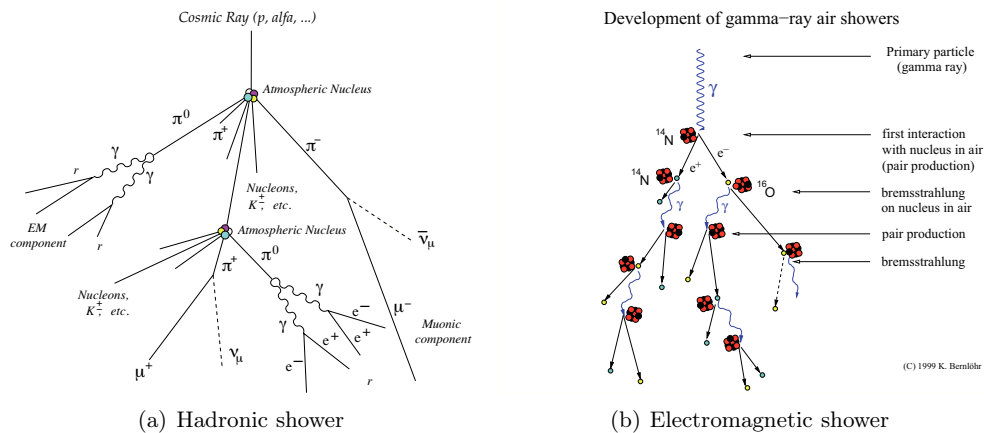 Cosmic Ray (p, alfa, ...)
Atmospheric Nucleus
π⁰
π⁺
π⁻
γ
γ
r
r
EM
component
Nucleons,
K±, etc.
Atmospheric Nucleus
ν̅μ
π⁺
π⁰
Nucleons,
K±, etc.
γ
γ
e⁻
e⁺
e⁺
e⁻
r
μ⁺
νμ
μ⁻
Muonic
component
(a) Hadronic shower
Development of gamma-ray air showers
Primary particle
(gamma ray)
γ
¹⁴N
first interaction
with nucleus in air
(pair production)
e⁺
e⁻
¹⁴N
¹⁶O
bremsstrahlung
on nucleus in air
γ
γ
pair production
bremsstrahlung
(C) 1999 K. Bernlöhr
(b) Electromagnetic shower